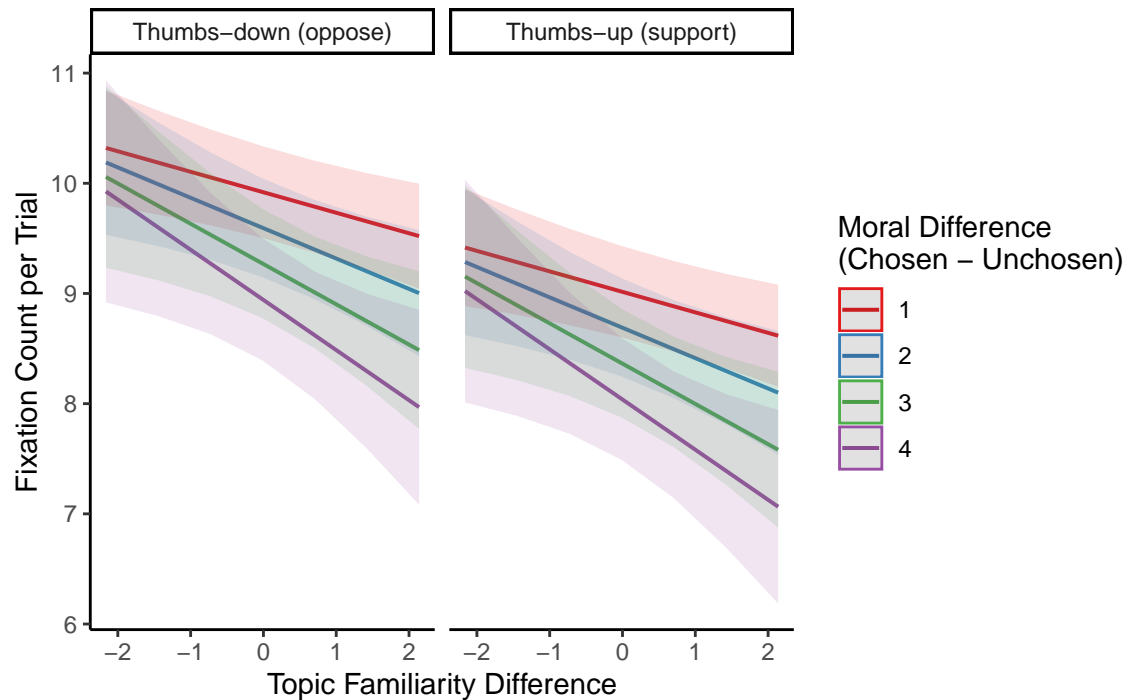 Thumbs−down (oppose)
Thumbs−up (support)
11
10
9
8
7
6
Fixation Count per Trial
−2 −1 0 1 2
−2 −1 0 1 2
Topic Familiarity Difference
Moral Difference
(Chosen − Unchosen)
1
2
3
4